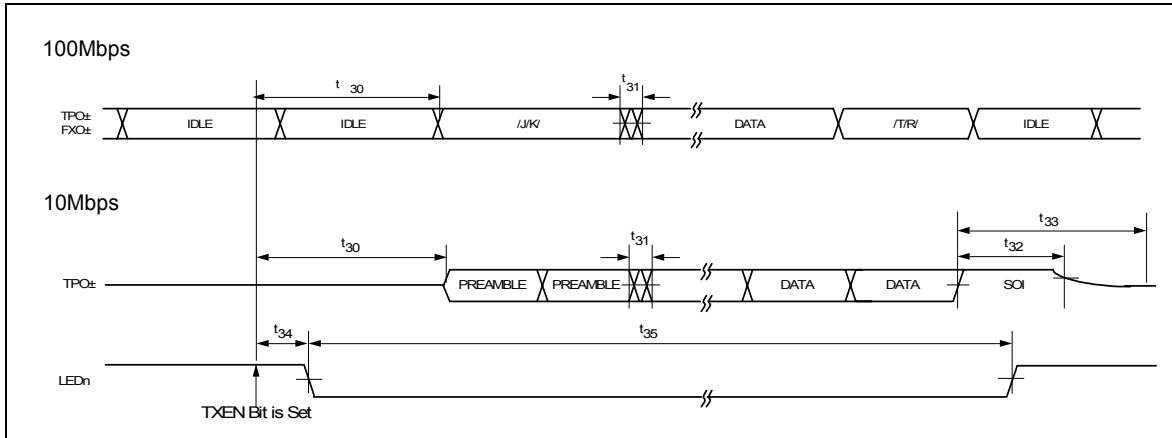 100Mbps
t 30
t31
TPO±
FXO±
IDLE
IDLE
/J/K/
DATA
/T/R/
IDLE
10Mbps
t33
t30
t31
t32
TPO±
PREAMBLE
PREAMBLE
DATA
DATA
SOI
t34
t35
LEDn
TXEN Bit is Set